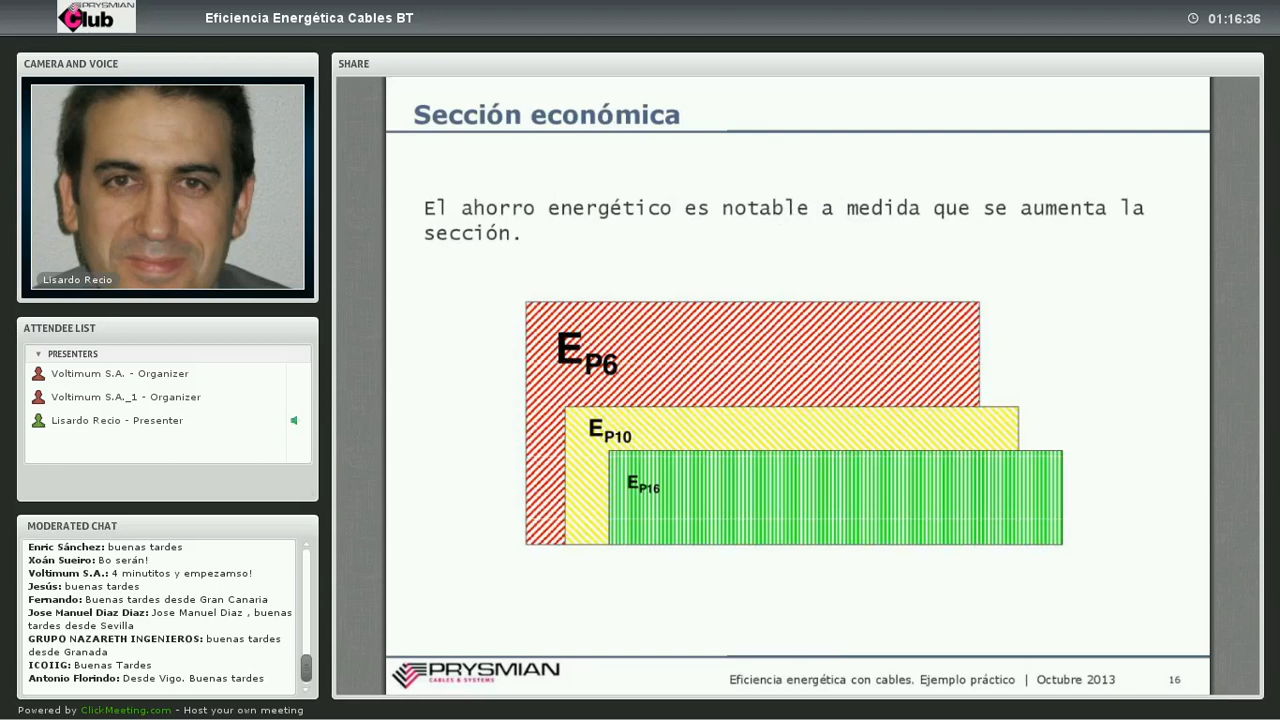 PRYSMIAN
Club
Eficiencia Energética Cables BT
01:16:36
CAMERA AND VOICE
Lisardo Recio
ATTENDEE LIST
PRESENTERS
Voltimum S.A. - Organizer
Voltimum S.A._1 - Organizer
Lisardo Recio - Presenter
MODERATED CHAT
Enric Sánchez: buenas tardes
Xoán Sueiro: Bo serán!
Voltimum S.A.: 4 minutitos y empezamso!
Jesús: buenas tardes
Fernando: Buenas tardes desde Gran Canaria
Jose Manuel Diaz Diaz: Jose Manuel Diaz , buenas
tardes desde Sevilla
GRUPO NAZARETH INGENIEROS: buenas tardes
desde Granada
ICOIIG: Buenas Tardes
Antonio Florindo: Desde Vigo. Buenas tardes
SHARE
Sección económica
El ahorro energético es notable a medida que se aumenta la
sección.
EP6
EP10
EP16
PRYSMIAN
CABLES & SYSTEMS
Eficiencia energética con cables. Ejemplo práctico | Octubre 2013 16
Powered by ClickMeeting.com - Host your own meeting